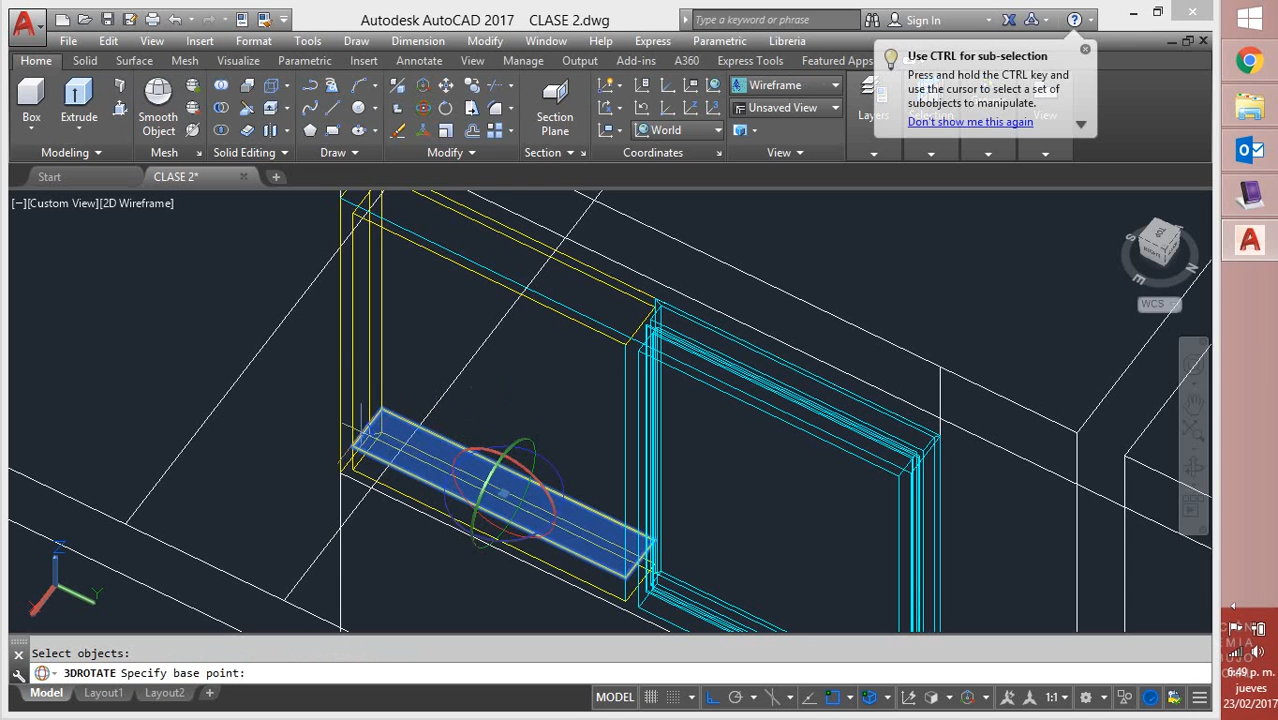 Autodesk AutoCAD 2017 CLASE 2.dwg
Type a keyword or phrase
Sign In
File Edit View Insert Format Tools Draw Dimension Modify Window Express Parametric Libreria
Home Solid Surface Mesh Visualize Parametric Insert Annotate View Manage Output Add-ins A360 Express Tools Featured Apps
Use CTRL for sub-selection
Press and hold the CTRL key and
use the cursor to select a set of
subobjects to manipulate.
Don't show me this again
Box
Extrude
Smooth
Object
Section
Plane
Wireframe
Unsaved View
World
Layers
Selection
View
Modeling
Mesh
Solid Editing
Draw
Modify
Section
Coordinates
View
Start
CLASE 2*
[−][Custom View][2D Wireframe]
S
E
N
WCS
Z
Y
X
Select objects:
3DROTATE Specify base point:
Model Layout1 Layout2
MODEL
1:1
6:49 p. m.
jueves
23/02/2017